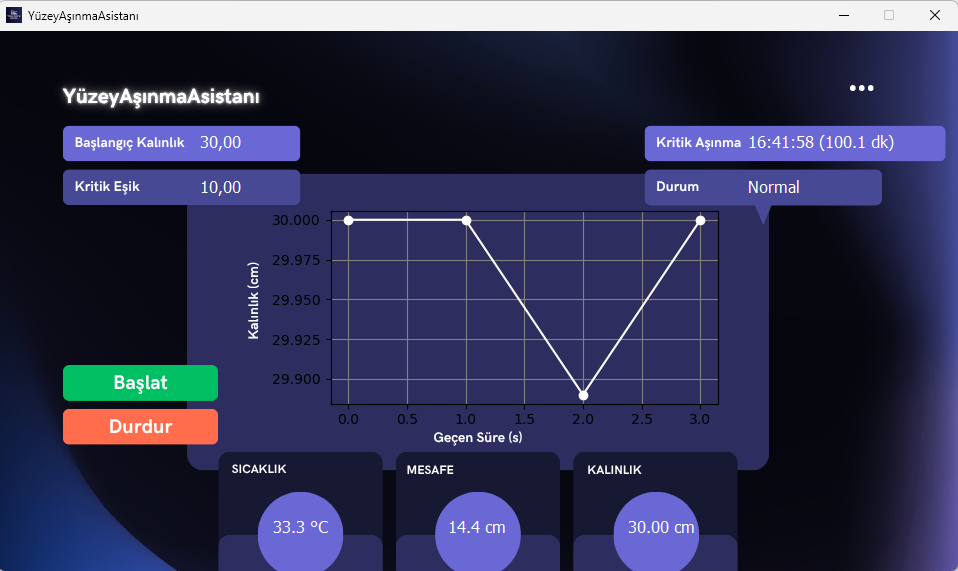 YüzeyAşınmaAsistanı
YüzeyAşınmaAsistanı
Başlangıç Kalınlık 30,00
Kritik Aşınma 16:41:58 (100.1 dk)
Kritik Eşik 10,00
Durum Normal
30.000
29.975
29.950
29.925
29.900
Kalınlık (cm)
0.0 0.5 1.0 1.5 2.0 2.5 3.0
Geçen Süre (s)
Başlat
Durdur
SICAKLIK
33.3 °C
MESAFE
14.4 cm
KALINLIK
30.00 cm